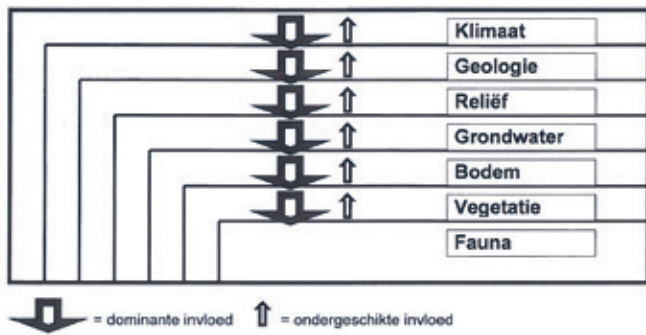 Klimaat
Geologie
Reliëf
Grondwater
Bodem
Vegetatie
Fauna
= dominante invloed = ondergeschikte invloed